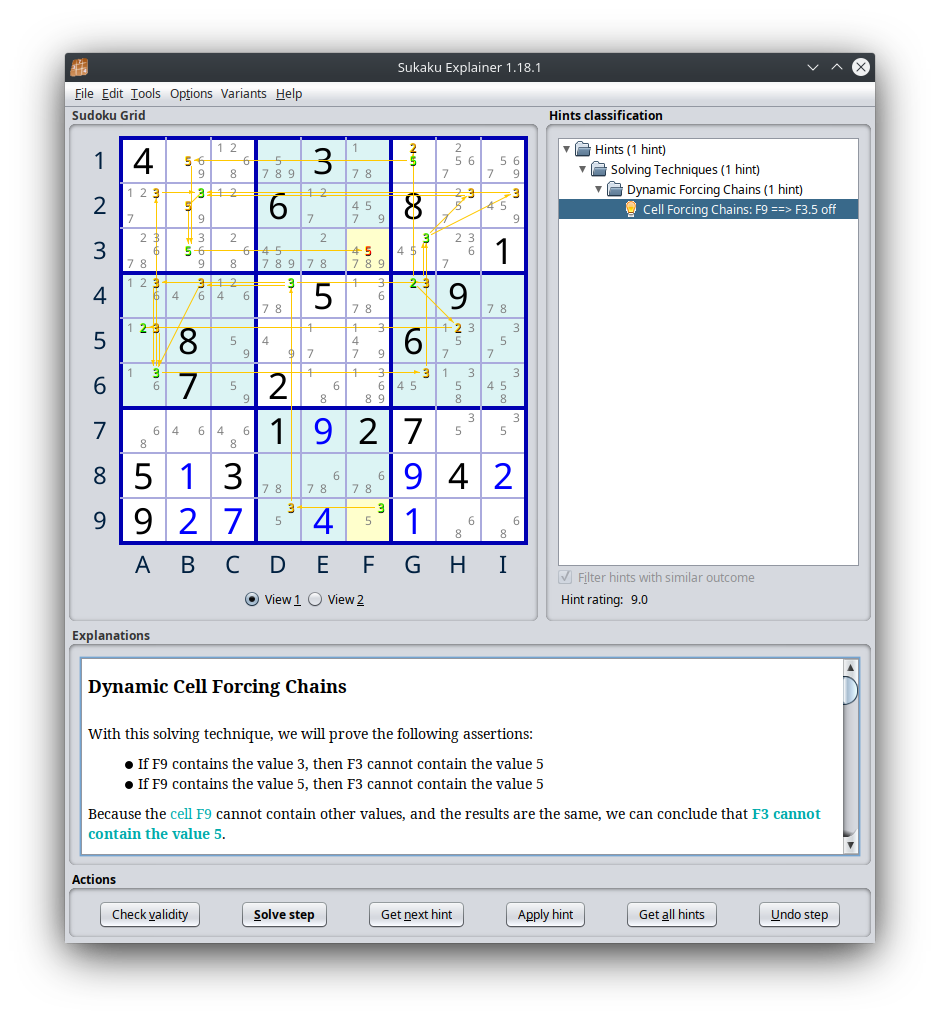 Sukaku Explainer 1.18.1
File Edit Tools Options Variants Help
Sudoku Grid
Hints classification
1 2 1 2 2
1 4 5 6 6 5 3 5 5 6 5 6
9 8 7 8 9 7 8 7 9
1 2 3 3 1 2 1 2 2 3 3
2 5 6 4 5 8 5 4 5
7 9 7 7 9 7 9
2 3 3 2 2 3 2 3
3 6 5 6 6 4 5 4 5 4 5 6 1
7 8 9 8 7 8 9 7 8 7 8 9 7
1 2 3 3 1 2 3 1 3 2 3
4 6 4 6 4 6 5 6 9
7 8 7 8 7 8
1 2 3 1 1 3 1 2 3 3
5 8 5 4 4 6 5 5
9 9 7 7 9 7 7
1 3 1 1 3 3 1 3 3
6 6 7 5 2 6 6 4 5 5 4 5
9 8 8 9 8 8
3 3
7 6 4 6 4 6 1 9 2 7 5 5
8 8
8 5 1 3 6 6 9 4 2
7 8 7 8 7 8
3 3
9 9 2 7 5 4 5 1 6 6
8 8
A B C D E F G H I
View 1 View 2
Hints (1 hint)
Solving Techniques (1 hint)
Dynamic Forcing Chains (1 hint)
Cell Forcing Chains: F9 ==> F3.5 off
Filter hints with similar outcome
Hint rating: 9.0
Explanations
Dynamic Cell Forcing Chains
With this solving technique, we will prove the following assertions:
● If F9 contains the value 3, then F3 cannot contain the value 5
● If F9 contains the value 5, then F3 cannot contain the value 5
Because the cell F9 cannot contain other values, and the results are the same, we can conclude that F3 cannot
contain the value 5.
Actions
Check validity Solve step Get next hint Apply hint Get all hints Undo step